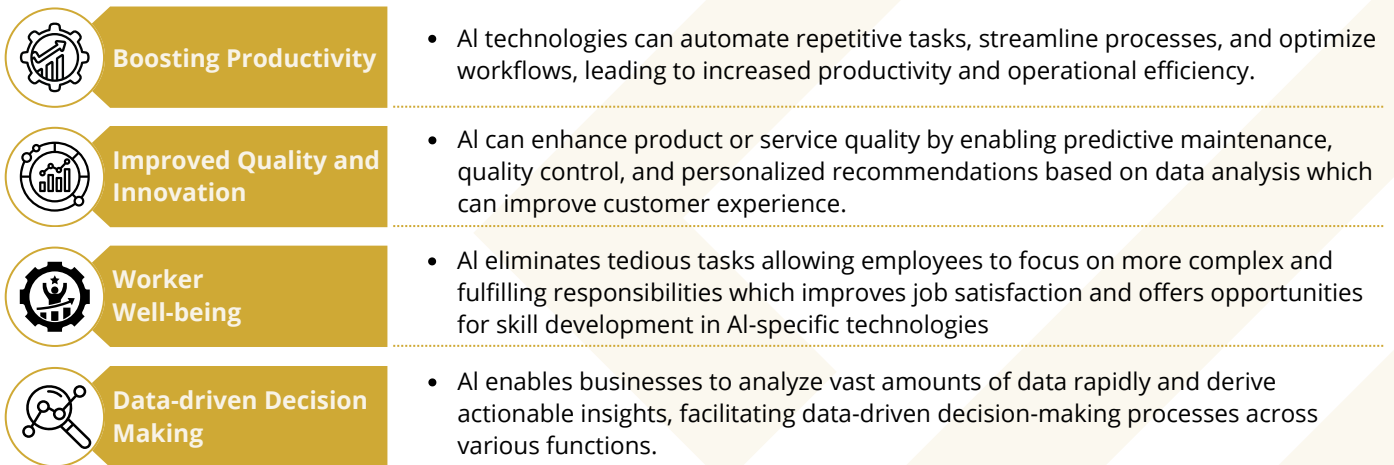 Boosting Productivity
• AI technologies can automate repetitive tasks, streamline processes, and optimize
workflows, leading to increased productivity and operational efficiency.
Improved Quality and
Innovation
• AI can enhance product or service quality by enabling predictive maintenance,
quality control, and personalized recommendations based on data analysis which
can improve customer experience.
Worker
Well-being
• AI eliminates tedious tasks allowing employees to focus on more complex and
fulfilling responsibilities which improves job satisfaction and offers opportunities
for skill development in AI-specific technologies
Data-driven Decision
Making
• AI enables businesses to analyze vast amounts of data rapidly and derive
actionable insights, facilitating data-driven decision-making processes across
various functions.